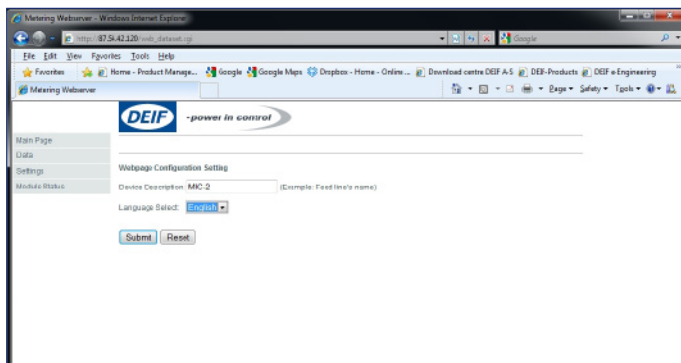 Metering Webserver - Windows Internet Explorer
http://87.54.42.120/web_dataset.cgi
Google
File Edit View Favorites Tools Help
Favorites Home - Product Manage... Google Google Maps Dropbox - Home - Online ... Download centre DEIF A-S DEIF-Products DEIF e-Engineering
Metering Webserver Page Safety Tools
DEIF -power in control
Main Page
Data
Settings
Module Status
Webpage Configuration Setting
Device Description MIC-2 (Example: Feed line's name)
Language Select: English
Submit Reset